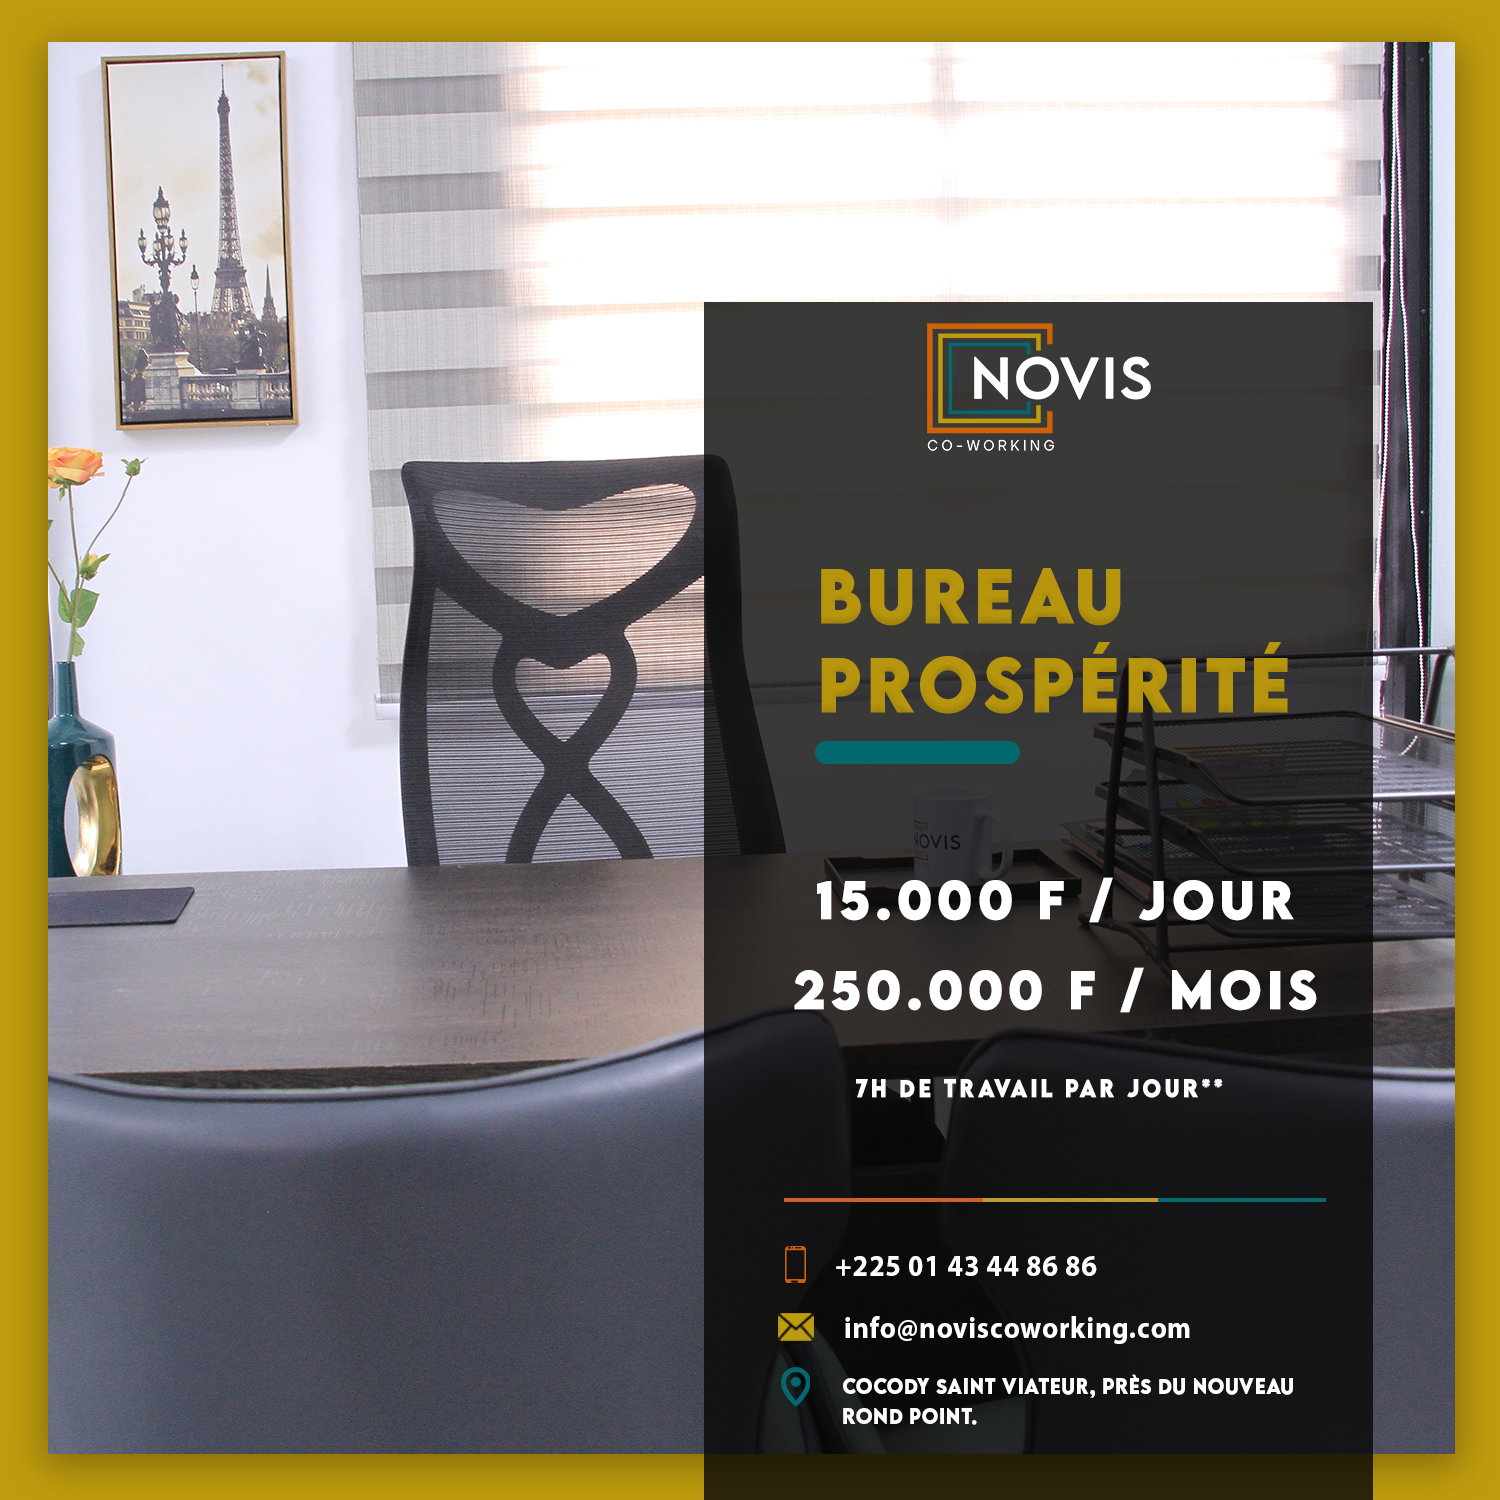 NOVIS
CO-WORKING
BUREAU
PROSPÉRITÉ
NOVIS
15.000 F / JOUR
250.000 F / MOIS
7H DE TRAVAIL PAR JOUR**
+225 01 43 44 86 86
info@noviscoworking.com
COCODY SAINT VIATEUR, PRÈS DU NOUVEAU
ROND POINT.